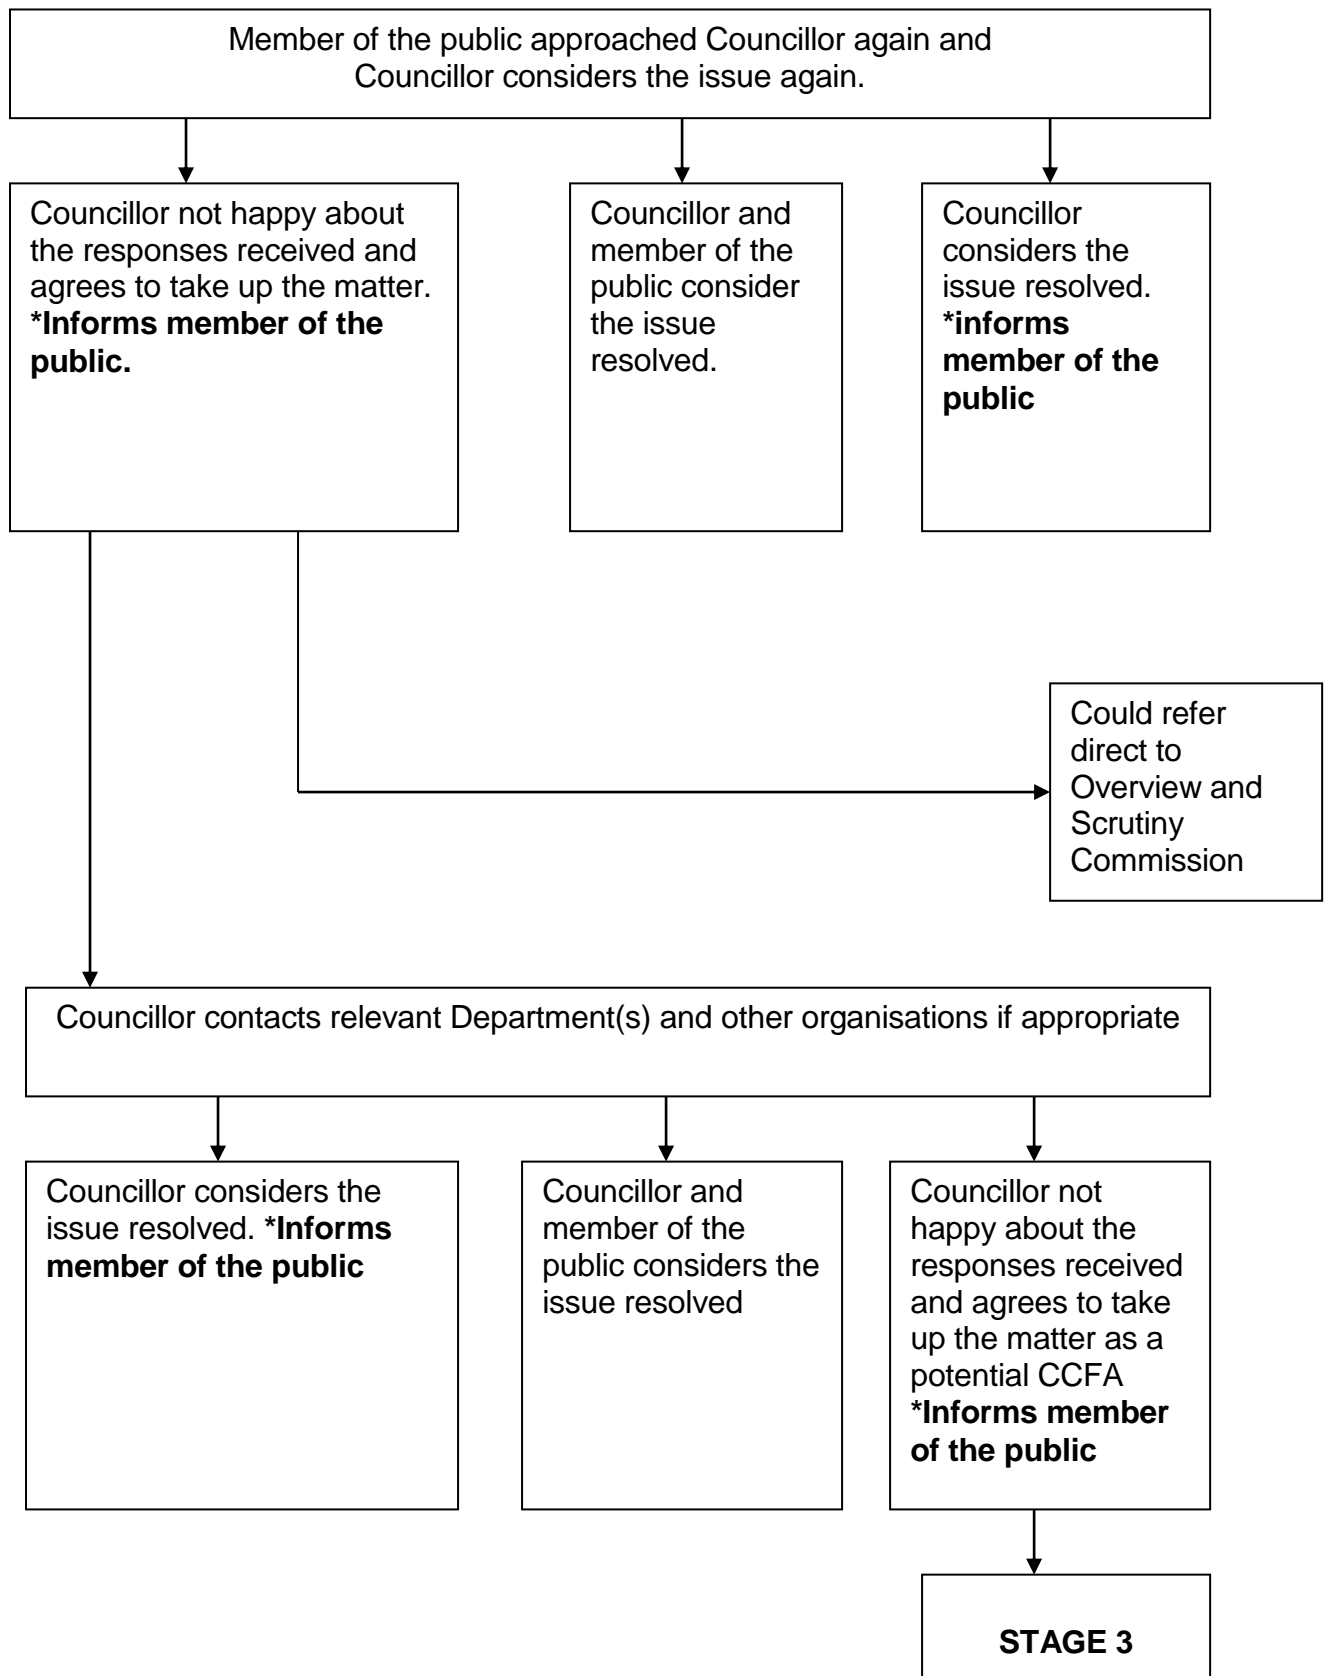 Member of the public approached Councillor again and
Councillor considers the issue again.
Councillor not happy about
the responses received and
agrees to take up the matter.
*Informs member of the
public.
Councillor and
member of the
public consider
the issue
resolved.
Councillor
considers the
issue resolved.
*informs
member of the
public
Could refer
direct to
Overview and
Scrutiny
Commission
Councillor contacts relevant Department(s) and other organisations if appropriate
Councillor considers the
issue resolved. *Informs
member of the public
Councillor and
member of the
public considers the
issue resolved
Councillor not
happy about the
responses received
and agrees to take
up the matter as a
potential CCFA
*Informs member
of the public
STAGE 3